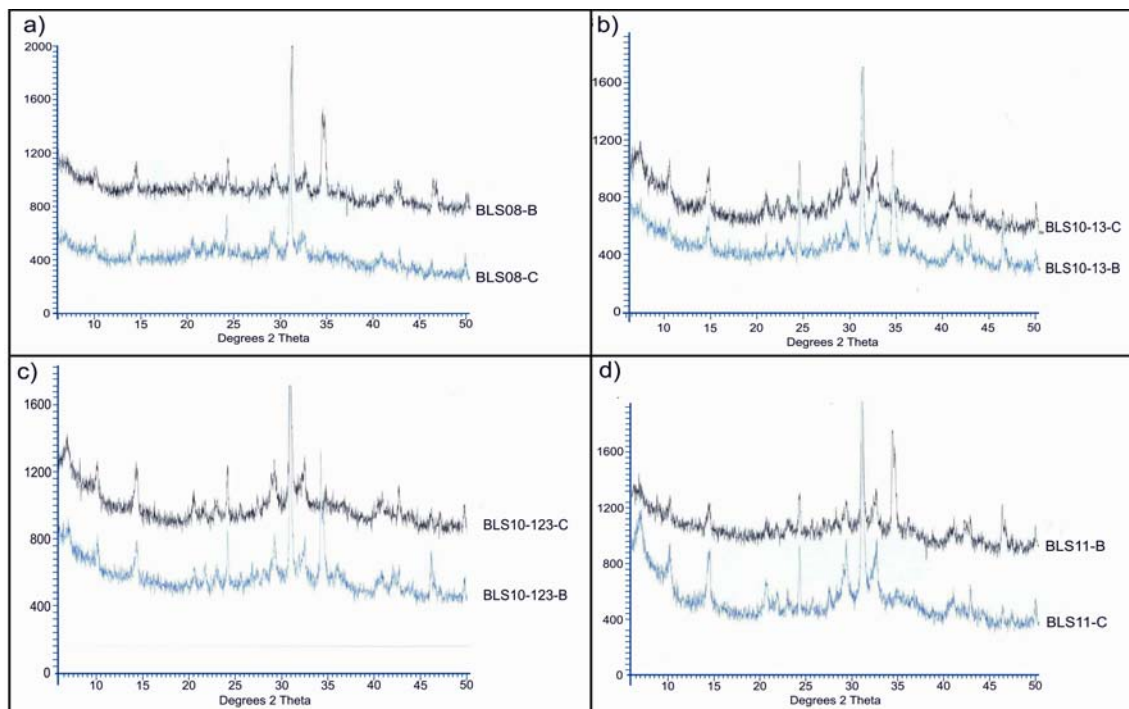 a)
2000
1600
1200
800
400
0
10 15 20 25 30 35 40 45 50
Degrees 2 Theta
BLS08-B
BLS08-C
b)
1600
1200
800
400
0
10 15 20 25 30 35 40 45 50
Degrees 2 Theta
BLS10-13-C
BLS10-13-B
c)
1600
1200
800
400
0
10 15 20 25 30 35 40 45 50
Degrees 2 Theta
BLS10-123-C
BLS10-123-B
d)
1600
1200
800
400
0
10 15 20 25 30 35 40 45 50
Degrees 2 Theta
BLS11-B
BLS11-C